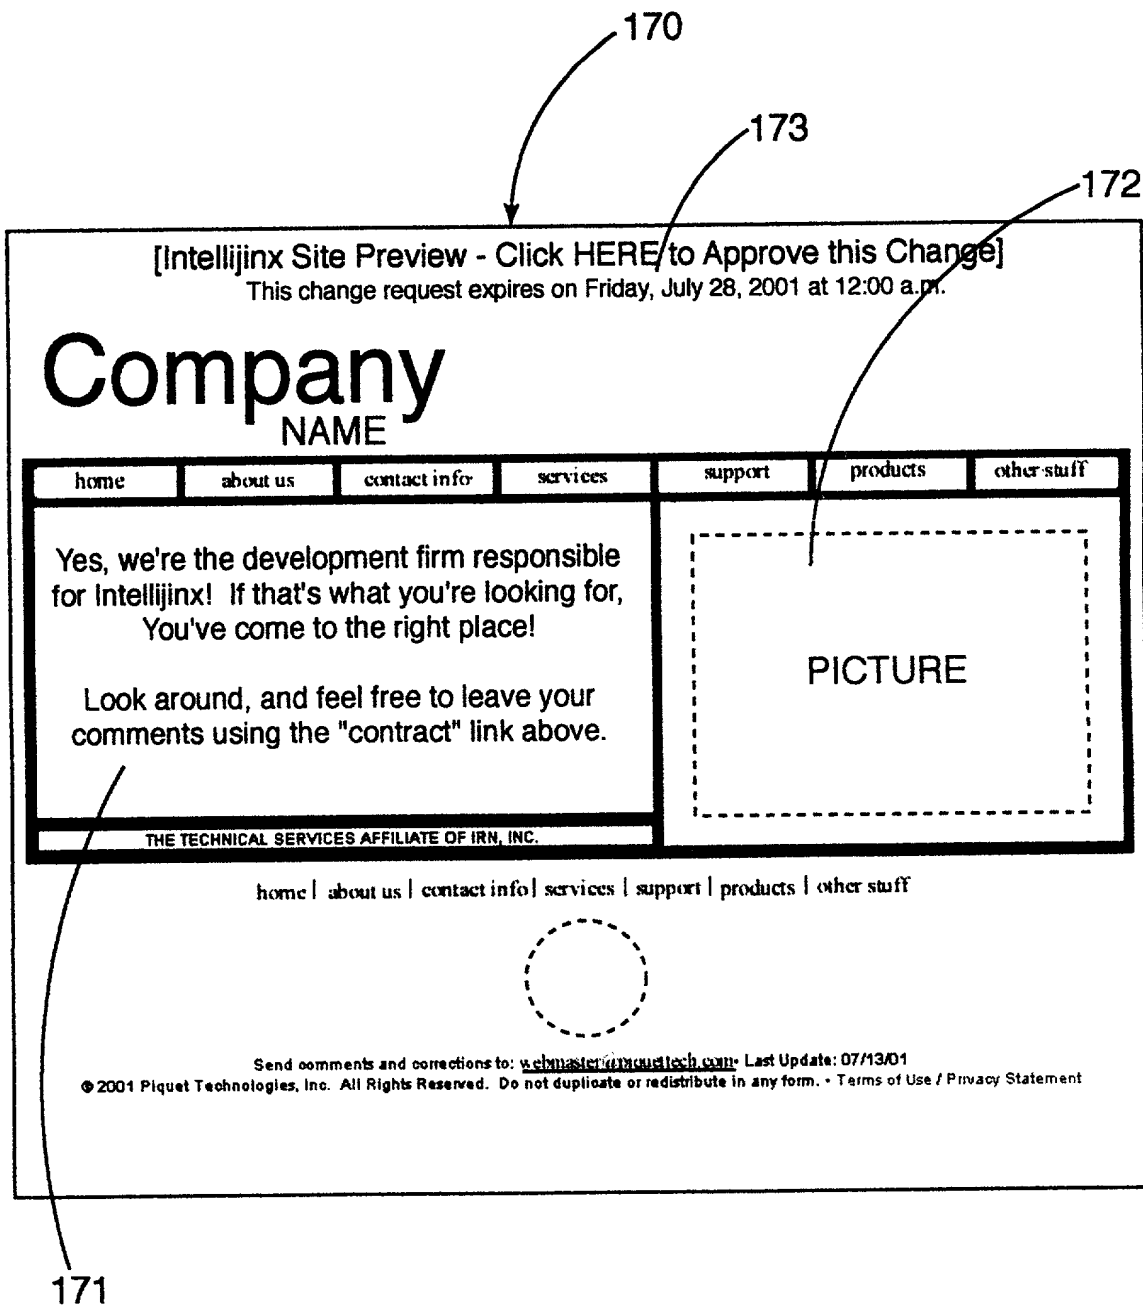 170
173
172
[Intellijinx Site Preview - Click HERE to Approve this Change]
This change request expires on Friday, July 28, 2001 at 12:00 a.m.
Company
NAME
home about us contact info services support products other stuff
Yes, we're the development firm responsible
for Intellijinx! If that's what you're looking for,
You've come to the right place!
Look around, and feel free to leave your
comments using the "contract" link above.
PICTURE
THE TECHNICAL SERVICES AFFILIATE OF IRN, INC.
home | about us | contact info | services | support | products | other stuff
Send comments and corrections to: webmaster@piquettech.com • Last Update: 07/13/01
© 2001 Piquet Technologies, Inc. All Rights Reserved. Do not duplicate or redistribute in any form. • Terms of Use / Privacy Statement
171